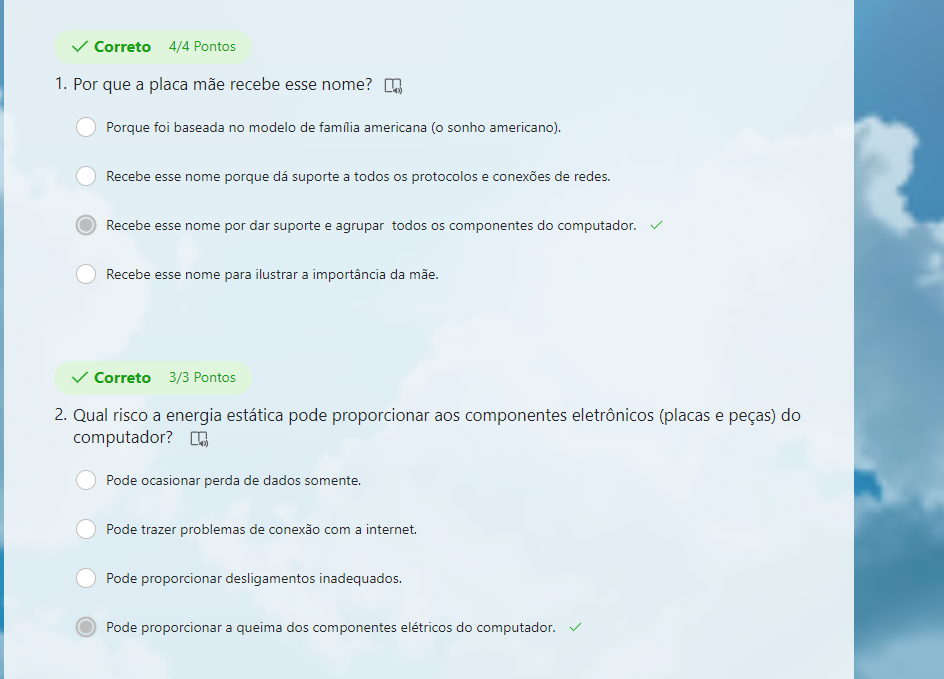 Correto 4/4 Pontos
1. Por que a placa mãe recebe esse nome?
Porque foi baseada no modelo de família americana (o sonho americano).
Recebe esse nome porque dá suporte a todos os protocolos e conexões de redes.
Recebe esse nome por dar suporte e agrupar  todos os componentes do computador.
Recebe esse nome para ilustrar a importância da mãe.
Correto 3/3 Pontos
2. Qual risco a energia estática pode proporcionar aos componentes eletrônicos (placas e peças) do
computador?
Pode ocasionar perda de dados somente.
Pode trazer problemas de conexão com a internet.
Pode proporcionar desligamentos inadequados.
Pode proporcionar a queima dos componentes elétricos do computador.